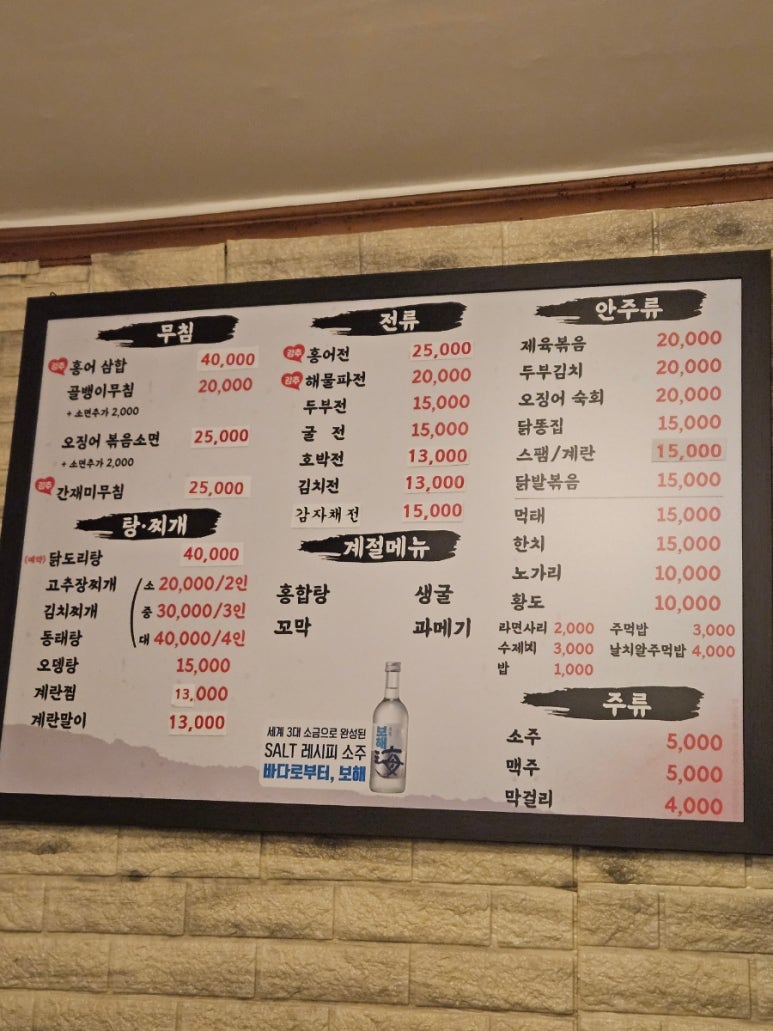 무침
강추 홍어 삼합 40,000
골뱅이무침 20,000
+ 소면추가 2,000
오징어 볶음소면 25,000
+ 소면추가 2,000
강추 간재미무침 25,000
탕·찌개
(예약) 닭도리탕 40,000
고추장찌개 소 20,000/2인
김치찌개 중 30,000/3인
동태탕 대 40,000/4인
오뎅탕 15,000
계란찜 13,000
계란말이 13,000
전류
강추 홍어전 25,000
강추 해물파전 20,000
두부전 15,000
굴 전 15,000
호박전 13,000
김치전 13,000
감자채전 15,000
계절메뉴
홍합탕 생굴
꼬막 과메기
세계 3대 소금으로 완성된
SALT 레시피 소주
바다로부터, 보해
보해
海
안주류
제육볶음 20,000
두부김치 20,000
오징어 숙회 20,000
닭똥집 15,000
스팸/계란 15,000
닭발볶음 15,000
먹태 15,000
한치 15,000
노가리 10,000
황도 10,000
라면사리 2,000 주먹밥 3,000
수제비 3,000 날치알주먹밥 4,000
밥 1,000
주류
소주 5,000
맥주 5,000
막걸리 4,000